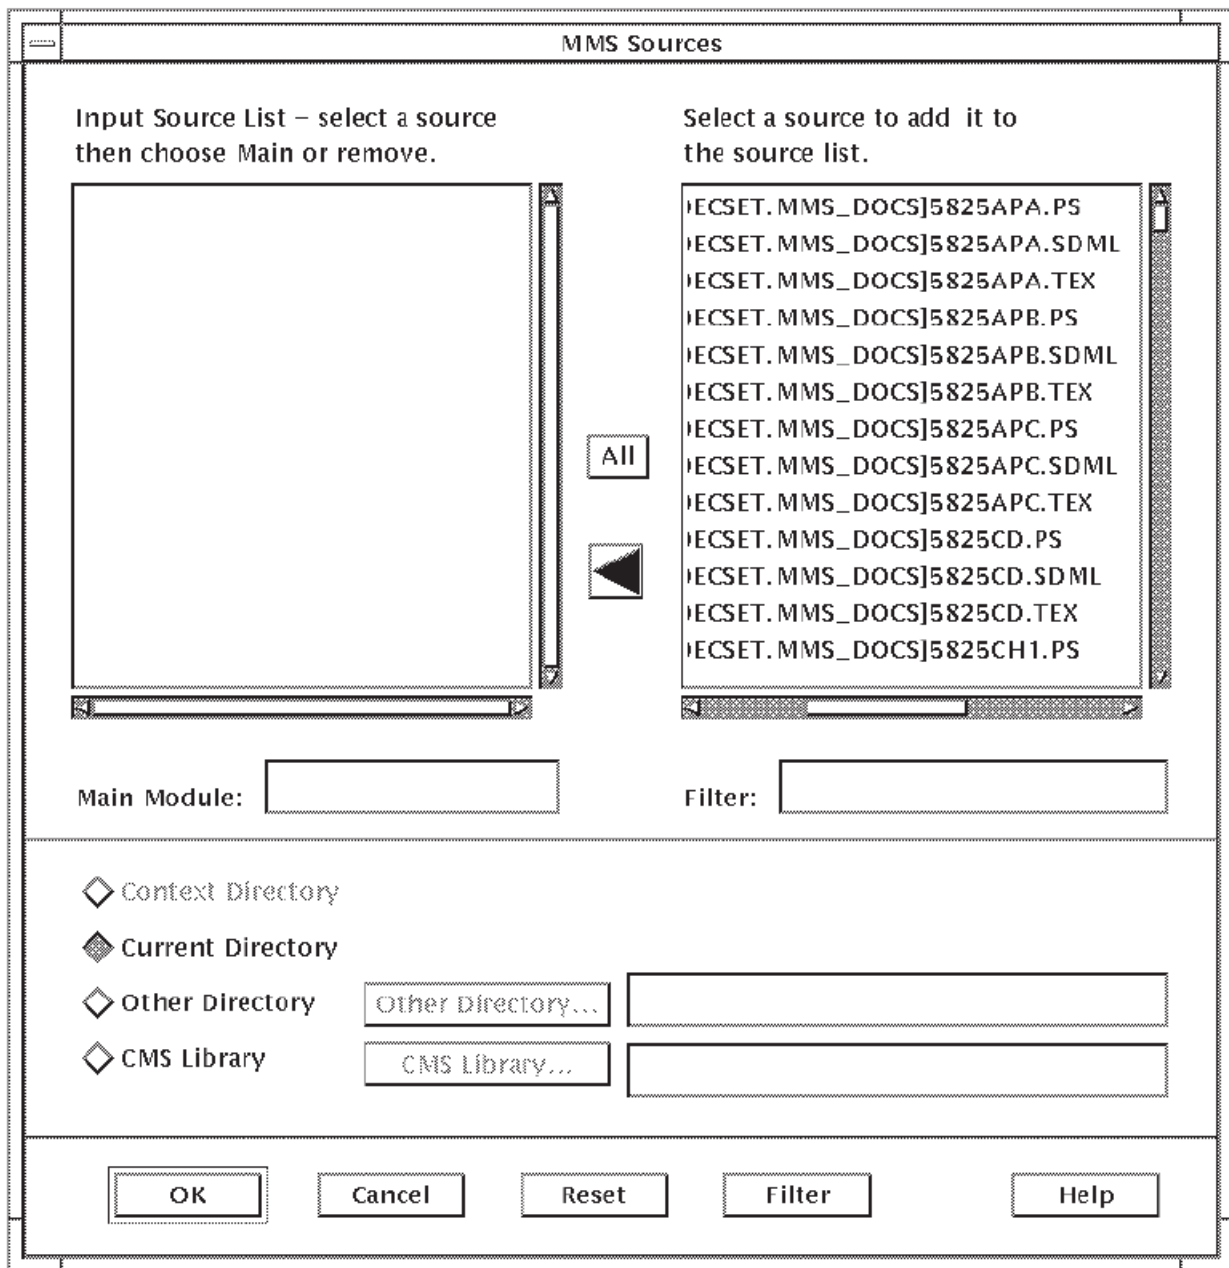 MMS Sources
Input Source List – select a source
then choose Main or remove.
Select a source to add it to
the source list.
ECSET.MMS_DOCS]5825APA.PS
ECSET.MMS_DOCS]5825APA.SDML
ECSET.MMS_DOCS]5825APA.TEX
ECSET.MMS_DOCS]5825APB.PS
ECSET.MMS_DOCS]5825APB.SDML
ECSET.MMS_DOCS]5825APB.TEX
ECSET.MMS_DOCS]5825APC.PS
ECSET.MMS_DOCS]5825APC.SDML
ECSET.MMS_DOCS]5825APC.TEX
ECSET.MMS_DOCS]5825CD.PS
ECSET.MMS_DOCS]5825CD.SDML
ECSET.MMS_DOCS]5825CD.TEX
ECSET.MMS_DOCS]5825CH1.PS
All
Main Module:
Filter:
Context Directory
Current Directory
Other Directory Other Directory...
CMS Library CMS Library...
OK Cancel Reset Filter Help